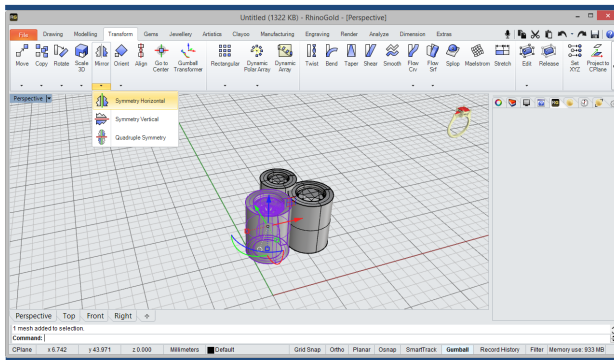 Untitled (1322 KB) - RhinoGold - [Perspective]
File Drawing Modelling Transform Gems Jewellery Artistics Clayoo Manufacturing Engraving Render Analyze Dimension Extras
Move Copy Rotate Scale 3D Mirror Orient Align Go to Center Gumball Transformer Rectangular Dynamic Polar Array Dynamic Array Twist Bend Taper Shear Smooth Flow Crv Flow Srf Splop Maelstrom Stretch Edit Release Set XYZ Project to CPlane
Perspective
Symmetry Horizontal
Symmetry Vertical
Quadruple Symmetry
Perspective Top Front Right
1 mesh added to selection.
Command:
CPlane x 6.742 y 43.971 z 0.000 Millimeters Default Grid Snap Ortho Planar Osnap SmartTrack Gumball Record History Filter Memory use: 933 MB